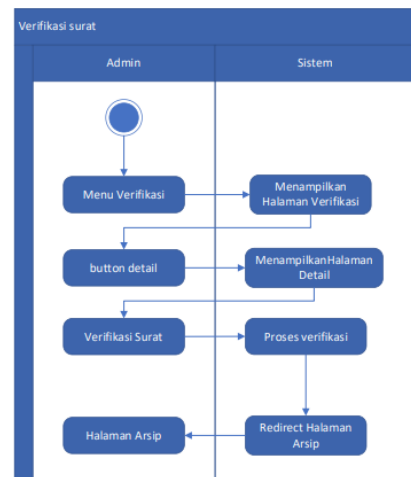 Verifikasi surat
Admin
Sistem
Menu Verifikasi
Menampilkan
Halaman Verifikasi
button detail
MenampilkanHalaman
Detail
Verifikasi Surat
Proses verifikasi
Halaman Arsip
Redirect Halaman
Arsip